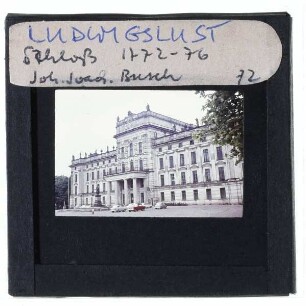 LUDWIGSLUST
Schloß 1772-76
Joh. Joach. Busch 72